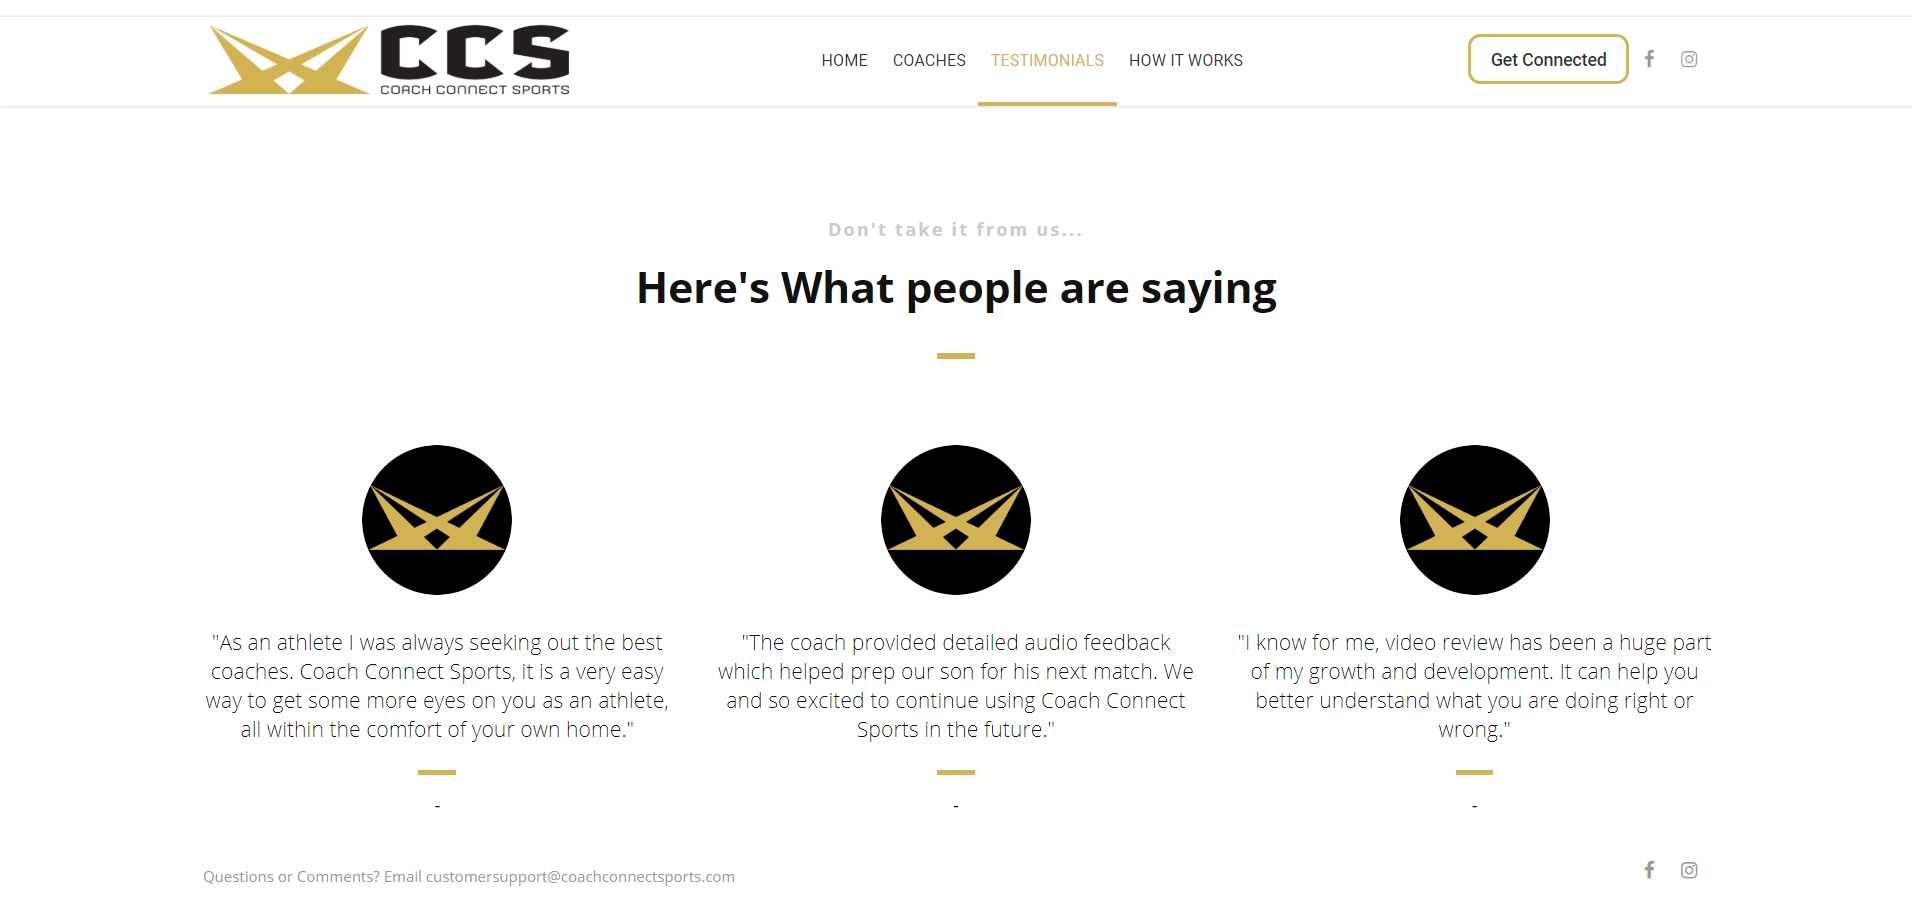 CCS
COACH CONNECT SPORTS
HOME COACHES TESTIMONIALS HOW IT WORKS
Get Connected
Don't take it from us...
Here's What people are saying
"As an athlete I was always seeking out the best
coaches. Coach Connect Sports, it is a very easy
way to get some more eyes on you as an athlete,
all within the comfort of your own home."
-
"The coach provided detailed audio feedback
which helped prep our son for his next match. We
and so excited to continue using Coach Connect
Sports in the future."
-
"I know for me, video review has been a huge part
of my growth and development. It can help you
better understand what you are doing right or
wrong."
-
Questions or Comments? Email customersupport@coachconnectsports.com